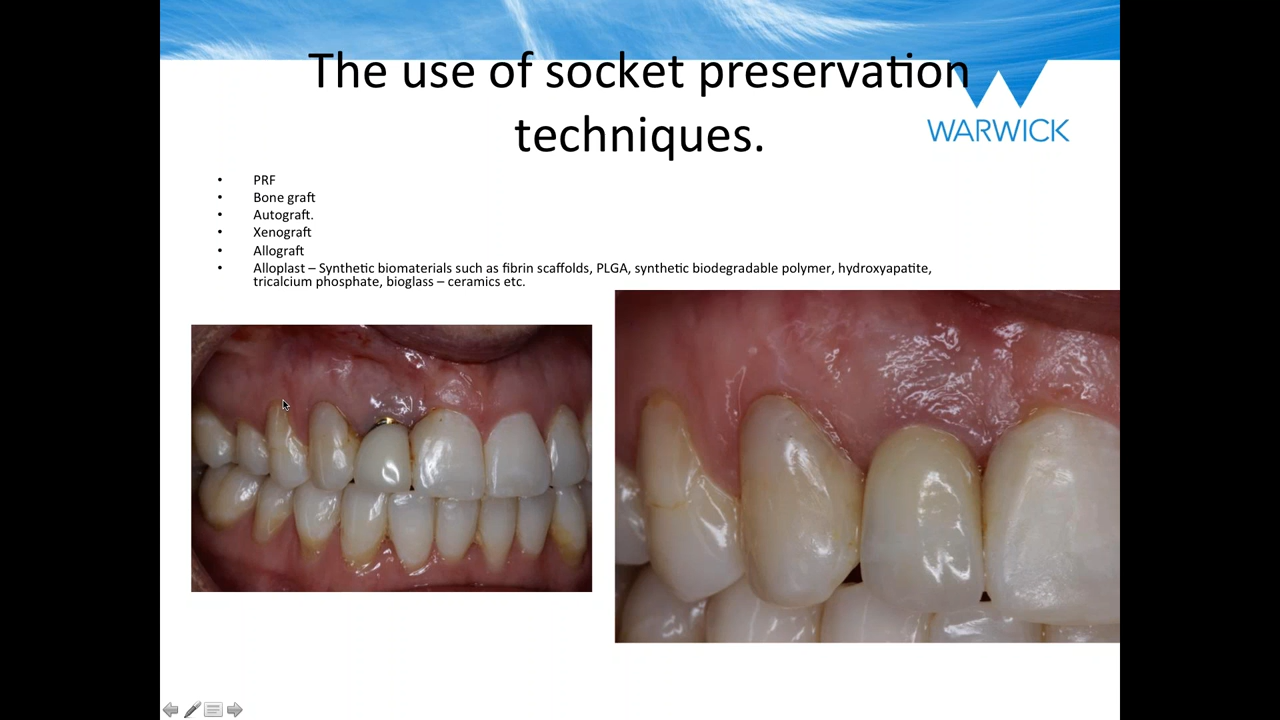 The use of socket preservation
techniques.
WARWICK
• PRF
• Bone graft
• Autograft.
• Xenograft
• Allograft
• Alloplast – Synthetic biomaterials such as fibrin scaffolds, PLGA, synthetic biodegradable polymer, hydroxyapatite,
tricalcium phosphate, bioglass – ceramics etc.